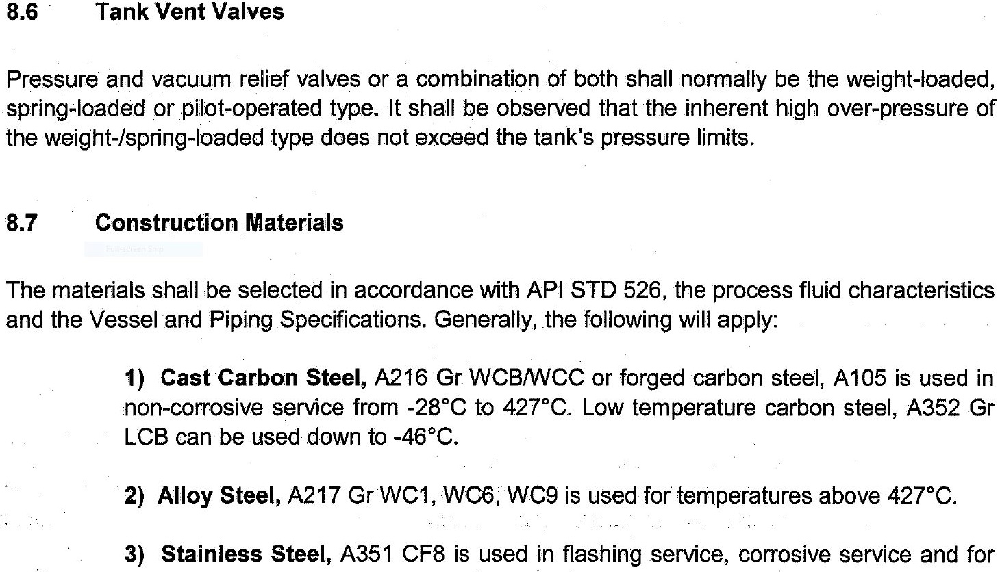 8.6 Tank Vent Valves
Pressure and vacuum relief valves or a combination of both shall normally be the weight-loaded,
spring-loaded or pilot-operated type. It shall be observed that the inherent high over-pressure of
the weight-/spring-loaded type does not exceed the tank's pressure limits.
8.7 Construction Materials
Full-screen Snip
The materials shall be selected in accordance with API STD 526, the process fluid characteristics
and the Vessel and Piping Specifications. Generally, the following will apply:
1) Cast Carbon Steel, A216 Gr WCB/WCC or forged carbon steel, A105 is used in
non-corrosive service from -28°C to 427°C. Low temperature carbon steel, A352 Gr
LCB can be used down to -46°C.
2) Alloy Steel, A217 Gr WC1, WC6, WC9 is used for temperatures above 427°C.
3) Stainless Steel, A351 CF8 is used in flashing service, corrosive service and for